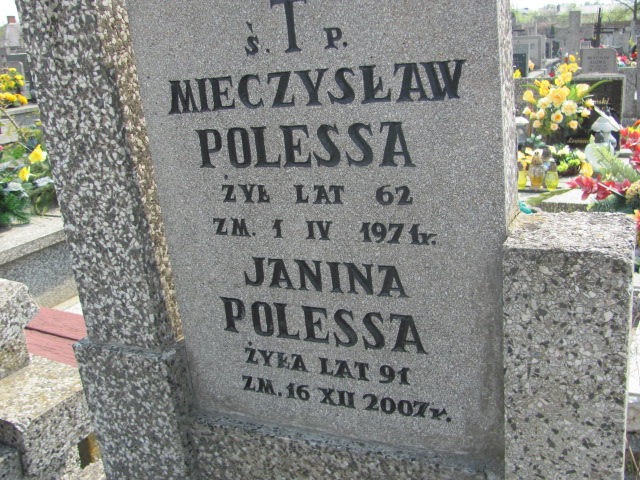 Ś. P.
MIECZYSŁAW
POLESSA
ŻYŁ LAT 62
ZM. 1 IV 1971r.
JANINA
POLESSA
ŻYŁA LAT 91
ZM. 16 XII 2007r.